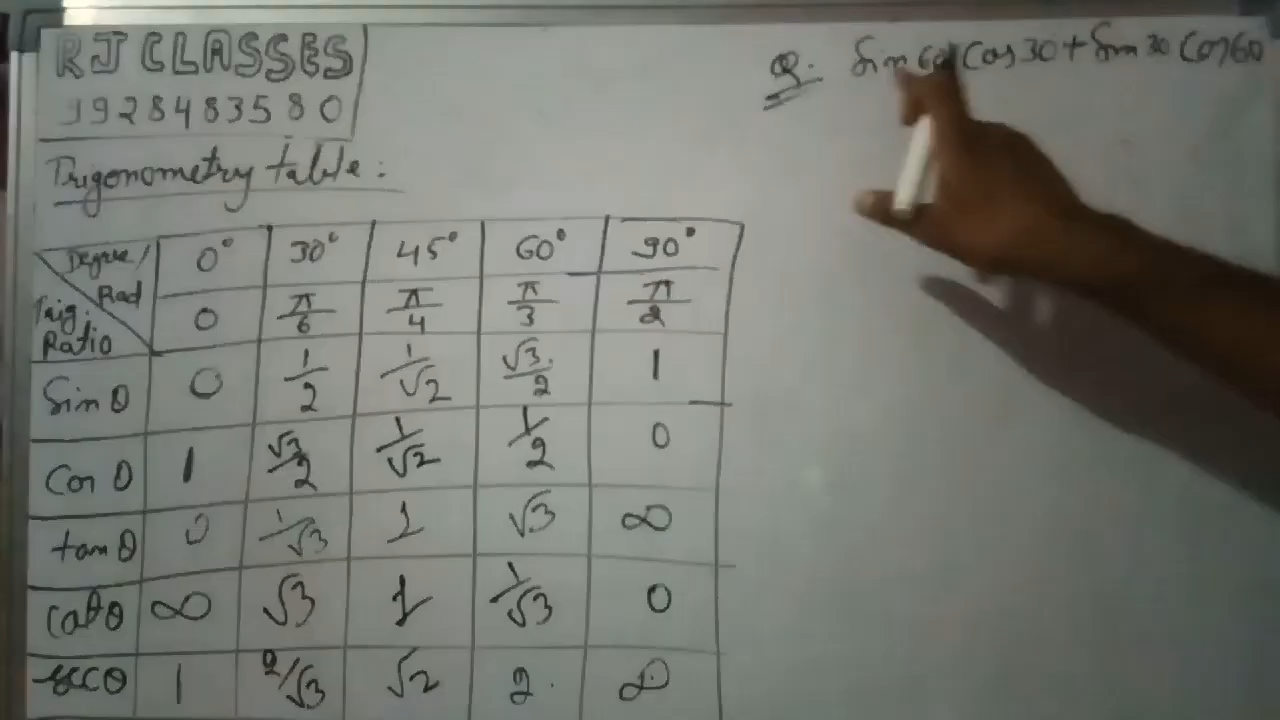 RJ CLASSES
9928483580
Q. Sin 60 Cos 30 + Sin 30 Cos 60
Trigonometry table:
Degree/Rad Trig. Ratio 0° 30° 45° 60° 90°
0 π/6 π/4 π/3 π/2
Sin θ 0 1/2 1/√2 √3/2 1
Cos θ 1 √3/2 1/√2 1/2 0
tan θ 0 1/√3 1 √3 ∞
Cot θ ∞ √3 1 1/√3 0
sec θ 1 2/√3 √2 2 ∞